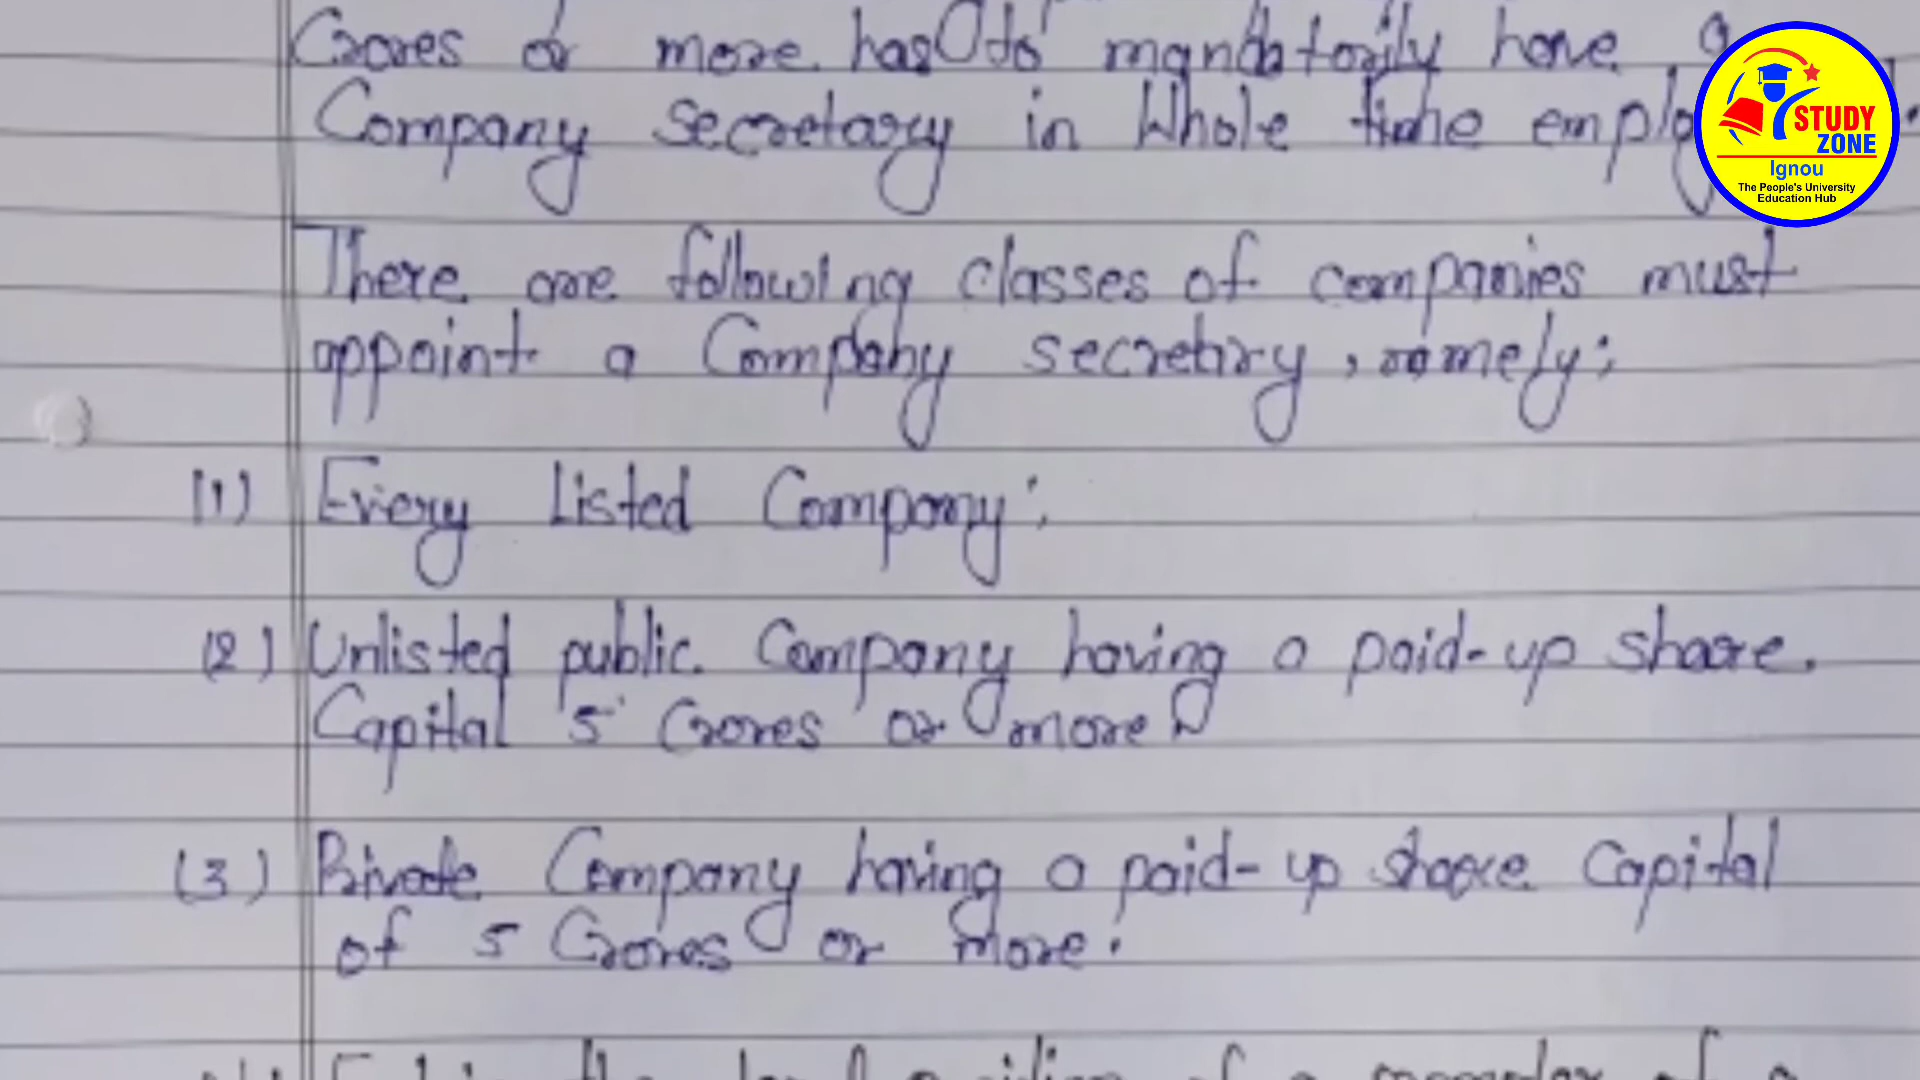 Crores or more has to mandatorily have a
Company secretary in Whole time
There are following classes of companies must
appoint a Company secretary, namely;
(1) Every Listed Company;
(2) Unlisted public Company having a paid-up share
Capital 5 Crores or more
(3) Private Company having a paid-up share Capital
of 5 Crores or more.
STUDY
ZONE
Ignou
The People's University
Education Hub